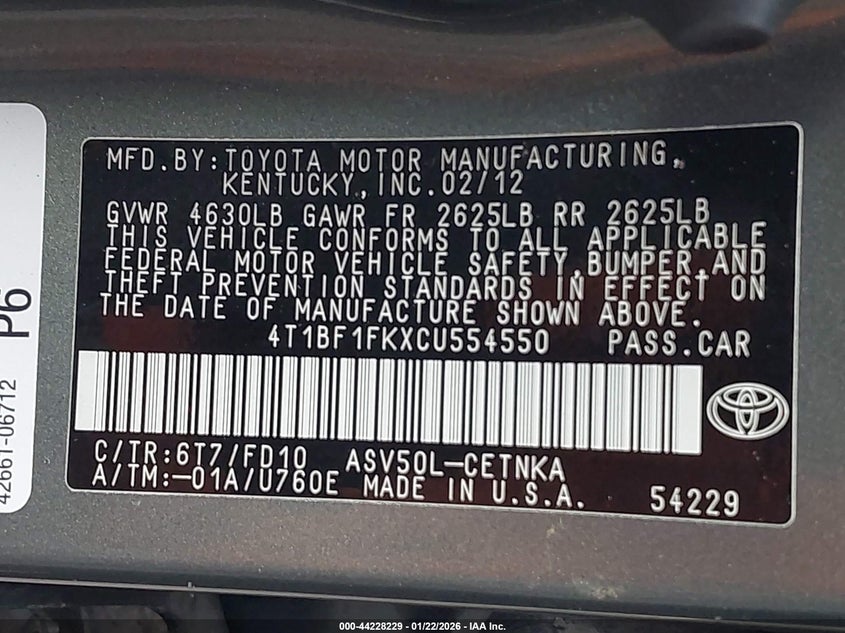 MFD.BY:TOYOTA MOTOR MANUFACTURING,
KENTUCKY,INC.02/12
GVWR 4630LB GAWR FR 2625LB RR 2625LB
THIS VEHICLE CONFORMS TO ALL APPLICABLE
FEDERAL MOTOR VEHICLE SAFETY,BUMPER,AND
THEFT PREVENTION STANDARDS IN EFFECT ON
THE DATE OF MANUFACTURE SHOWN ABOVE.
4T1BF1FKXCU554550 PASS.CAR
C/TR:6T7/FD10 ASV50L-CETNKA
A/TM:-01A/U760E MADE IN U.S.A. 54229
P6
42661-06712
000-44228229 - 01/22/2026 - IAA Inc.